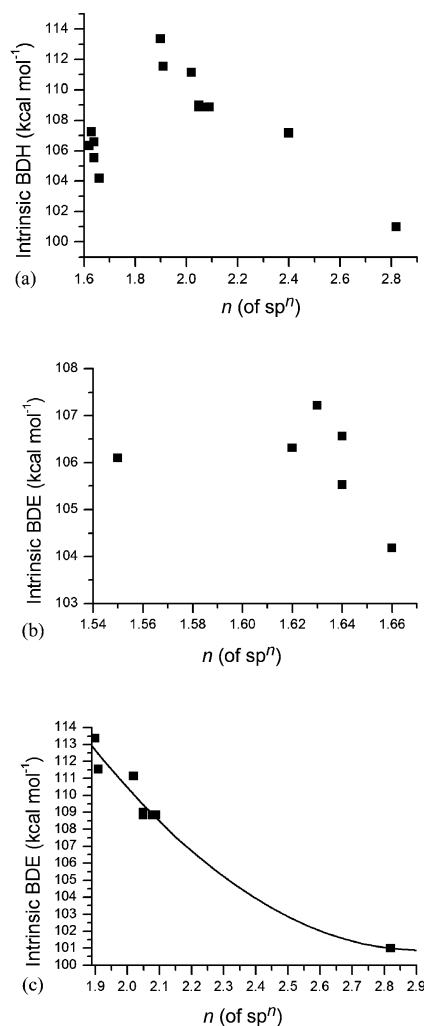 114
112
110
108
106
104
102
100
Intrinsic BDH (kcal mol⁻¹)
1.6 1.8 2.0 2.2 2.4 2.6 2.8
(a)
n (of spⁿ)
108
107
106
105
104
103
Intrinsic BDE (kcal mol⁻¹)
1.54 1.56 1.58 1.60 1.62 1.64 1.66
(b)
n (of spⁿ)
114
113
112
111
110
109
108
107
106
105
104
103
102
101
100
Intrinsic BDE (kcal mol⁻¹)
1.9 2.0 2.1 2.2 2.3 2.4 2.5 2.6 2.7 2.8 2.9
(c)
n (of spⁿ)